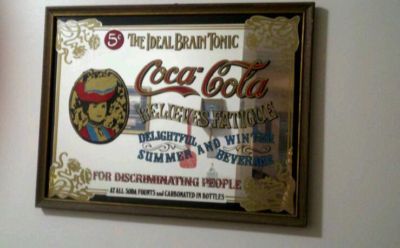 5¢ THE IDEAL BRAIN TONIC
Coca-Cola
RELIEVES FATIGUE
DELIGHTFUL
SUMMER AND WINTER
BEVERAGE
FOR DISCRIMINATING PEOPLE
AT ALL SODA FOUNTS and CARBONATED IN BOTTLES